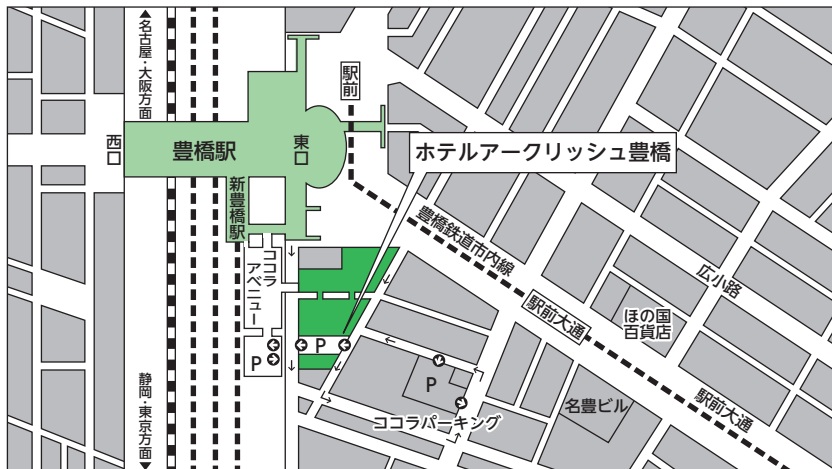 ▲名古屋・大阪方面
駅前
西口
豊橋駅
東口
ホテルアークリッシュ豊橋
新豊橋駅
豊橋鉄道市内線
ココラ
アベニュー
広小路
駅前大通
ほの国
百貨店
P
P
P
ココラパーキング
名豊ビル
駅前大通
静岡・東京方面▼